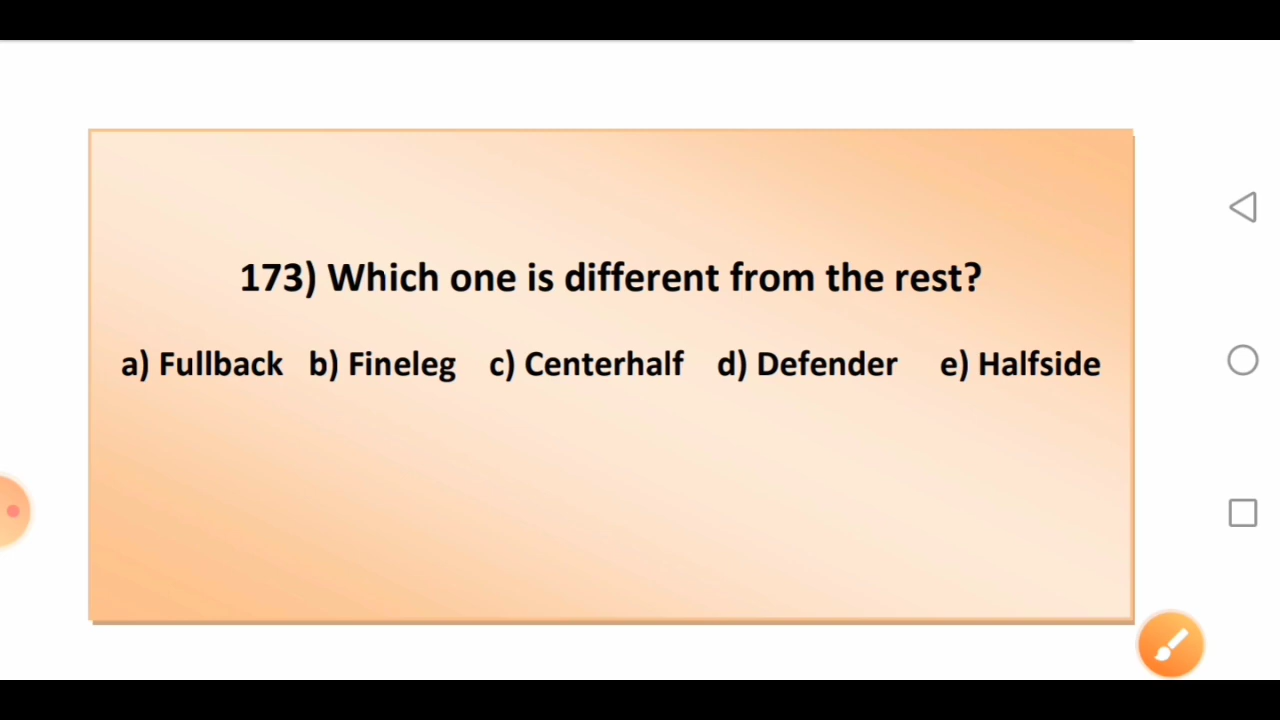 173) Which one is different from the rest?
a) Fullback b) Fineleg c) Centerhalf d) Defender e) Halfside